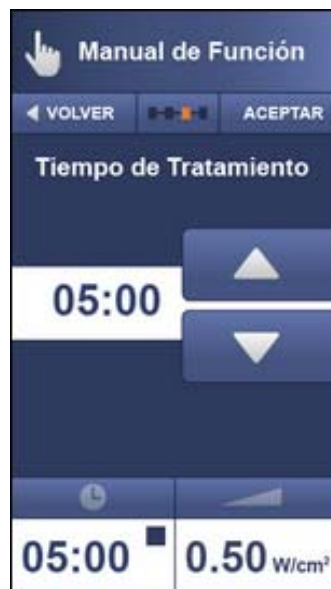 Manual de Función
VOLVER
ACEPTAR
Tiempo de Tratamiento
05:00
05:00
0.50 W/cm²